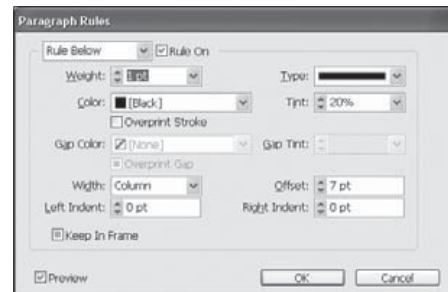 Paragraph Rules
Rule Below Rule On
Weight: 1 pt Type:
Color: [Black] Tint: 20%
Overprint Stroke
Gap Color: [None] Gap Tint:
Overprint Gap
Width: Column Offset: 7 pt
Left Indent: 0 pt Right Indent: 0 pt
Keep In Frame
Preview OK Cancel